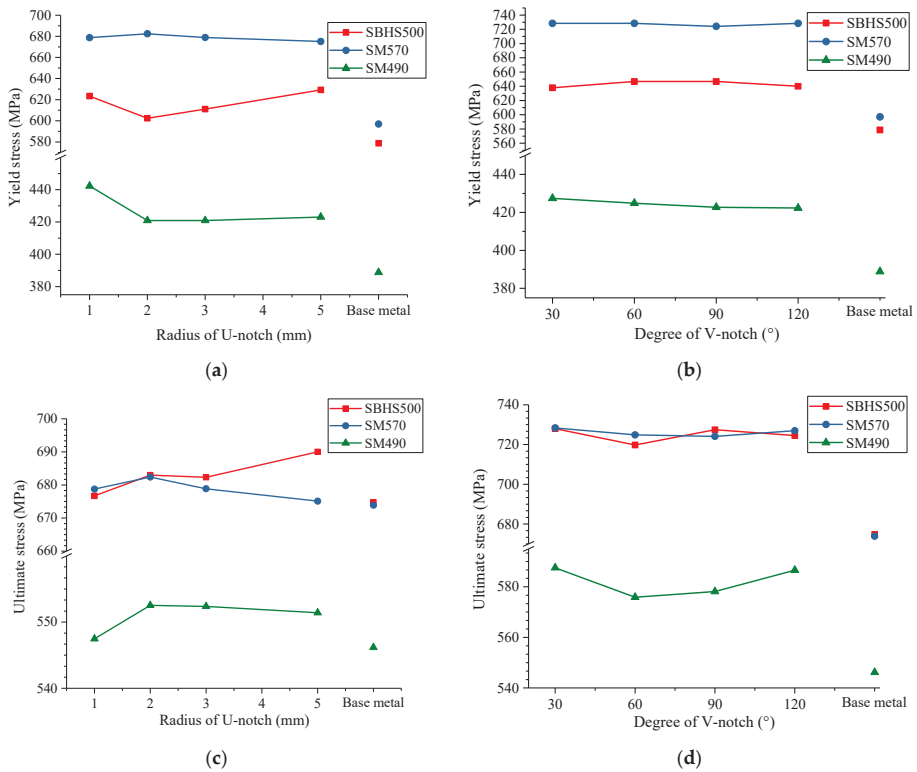 700
680
660
640
620
600
580
440
420
400
380
Yield stress (MPa)
SBHS500
SM570
SM490
1 2 3 4 5 Base metal
Radius of U-notch (mm)
(a)
740
720
700
680
660
640
620
600
580
560
440
420
400
380
Yield stress (MPa)
SBHS500
SM570
SM490
30 60 90 120 Base metal
Degree of V-notch (°)
(b)
700
690
680
670
660
550
540
Ultimate stress (MPa)
SBHS500
SM570
SM490
1 2 3 4 5 Base metal
Radius of U-notch (mm)
(c)
740
720
700
680
580
560
540
Ultimate stress (MPa)
SBHS500
SM570
SM490
30 60 90 120 Base metal
Degree of V-notch (°)
(d)